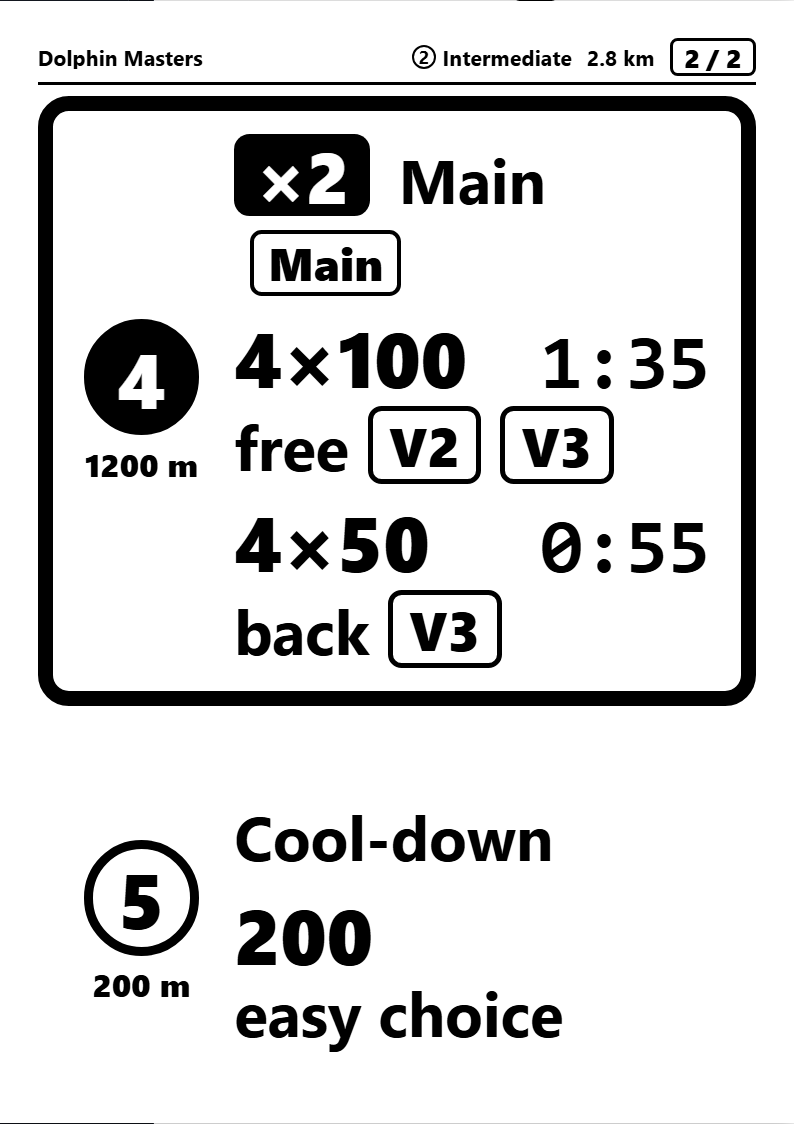 Dolphin Masters ② Intermediate 2.8 km 2 / 2
×2 Main
Main
4
1200 m
4×100 1:35
free V2 V3
4×50 0:55
back V3
5
200 m
Cool-down
200
easy choice